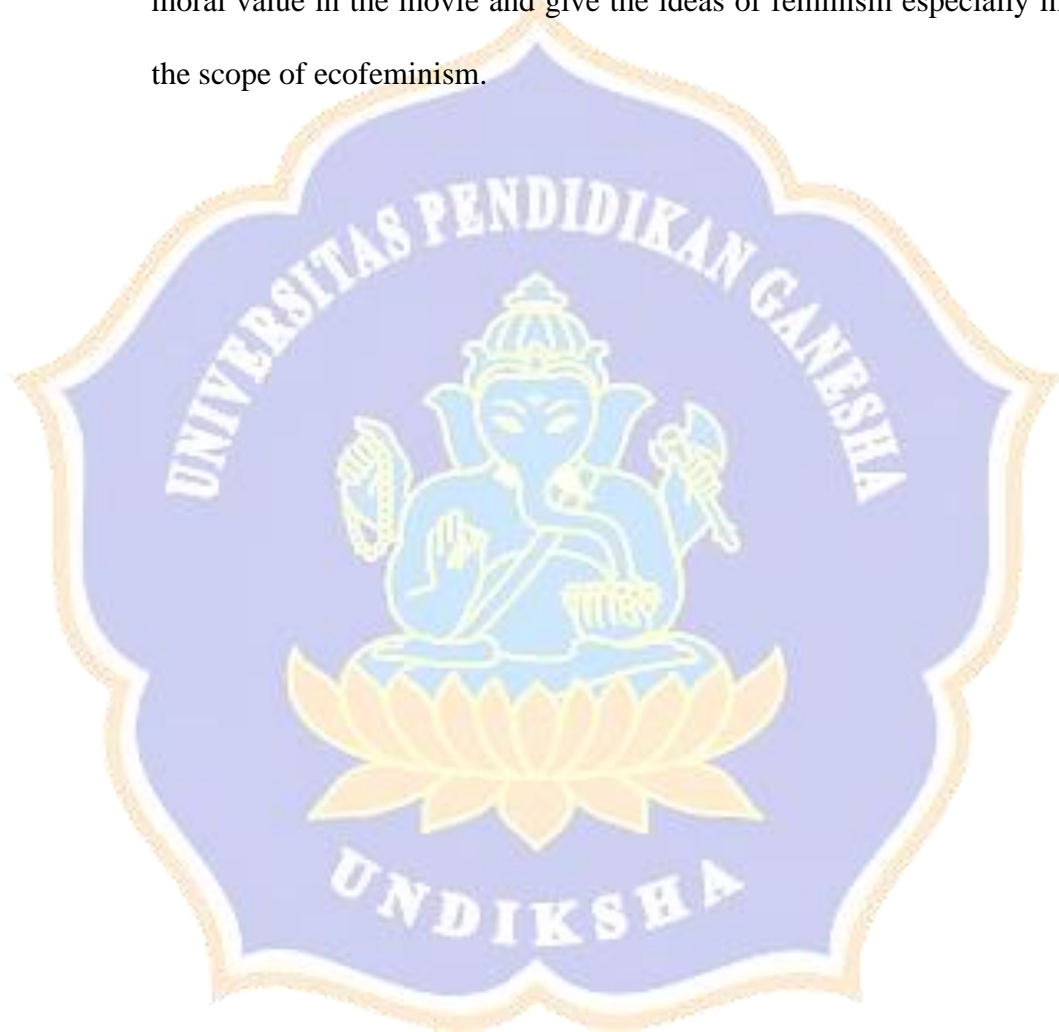 moral value in the movie and give the ideas of feminism especially in
the scope of ecofeminism.
UNIVERSITAS PENDIDIKAN GANESHA
UNDIKSHA